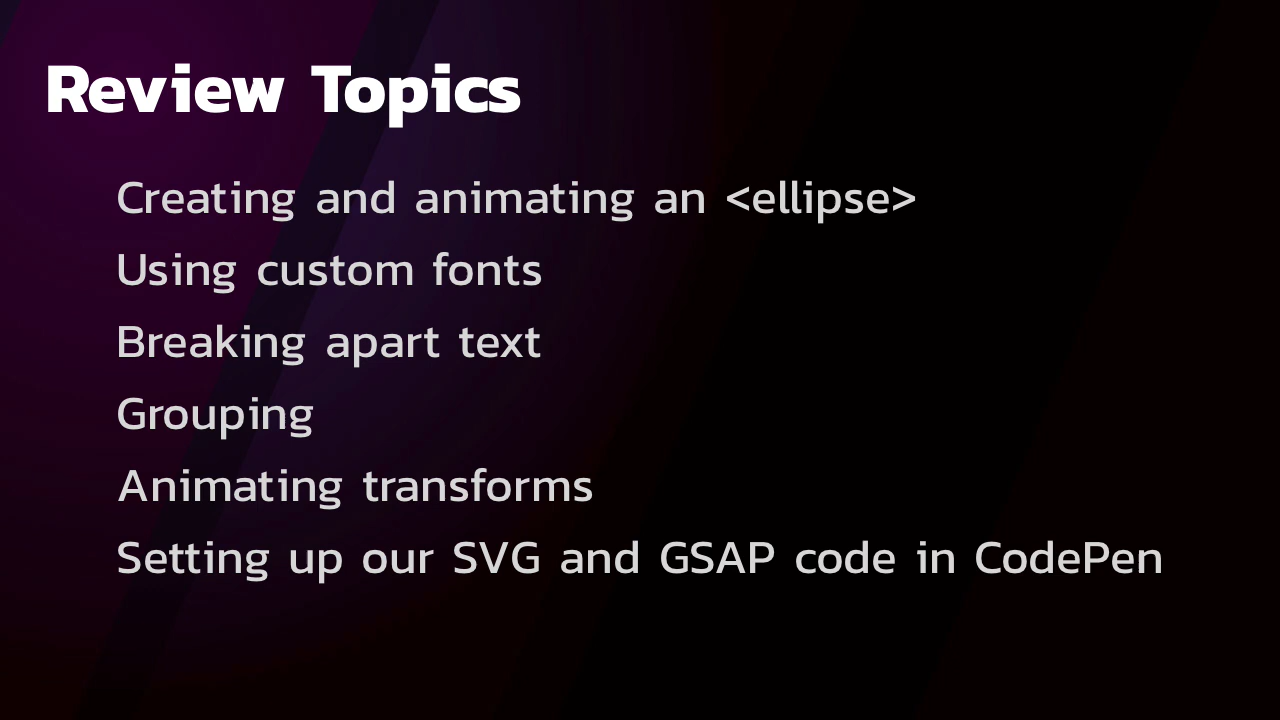 Review Topics
Creating and animating an <ellipse>
Using custom fonts
Breaking apart text
Grouping
Animating transforms
Setting up our SVG and GSAP code in CodePen